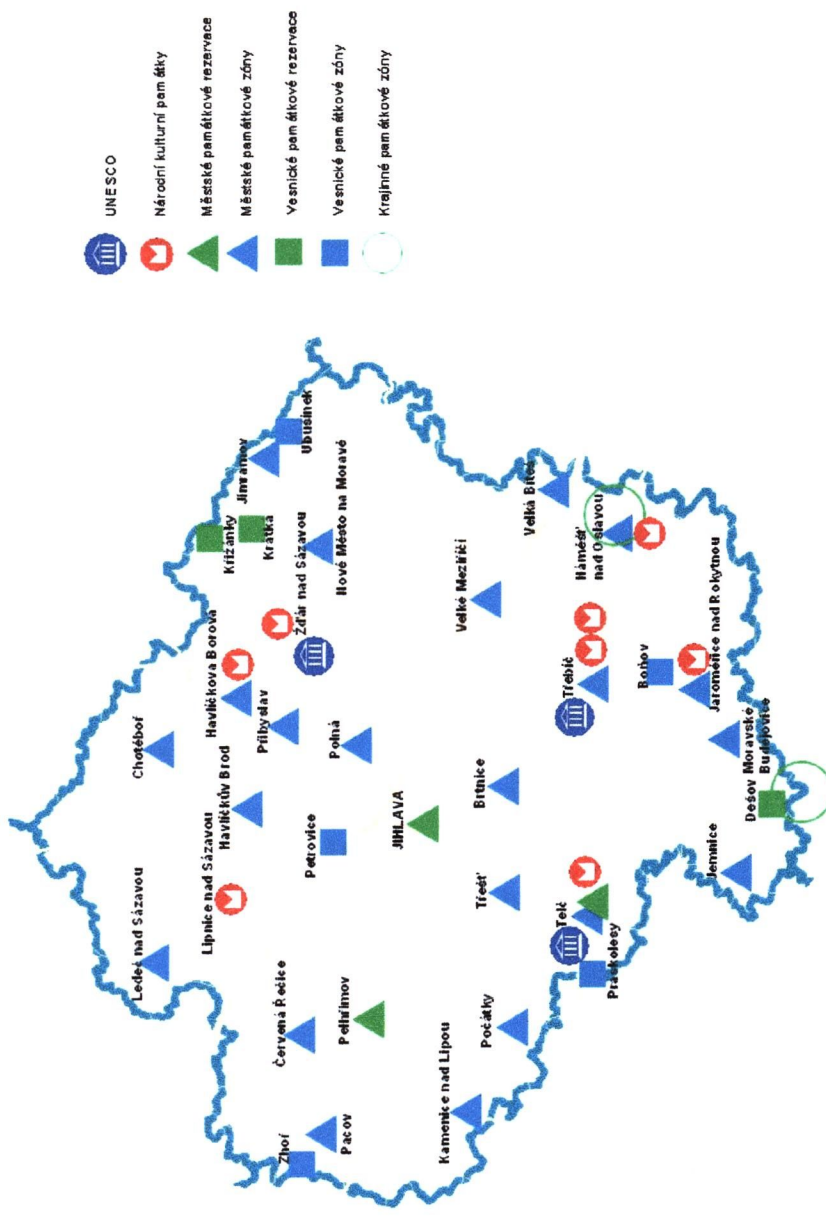 Ledeč nad Sázavou
Chotěboř
Lipnice nad Sázavou
Havlíčkova Borová
Havlíčkův Brod
Křižánky
Jimramov
Přibyslav
Krátká
Červená Řečice
Zhoř
Žďár nad Sázavou
Ubušínek
Petrovice
Polná
Nové Město na Moravě
Pelhřimov
Pacov
JIHLAVA
Kamenice nad Lipou
Velké Meziříčí
Třešť
Brtnice
Počátky
Velká Bíteš
Telč
Třebíč
Náměšť
nad Oslavou
Praskolesy
Boňov
Jemnice
Jaroměřice nad Rokytnou
Dešov
Moravské
Budějovice
UNESCO
Národní kulturní památky
Městské památkové rezervace
Městské památkové zóny
Vesnické památkové rezervace
Vesnické památkové zóny
Krajinné památkové zóny